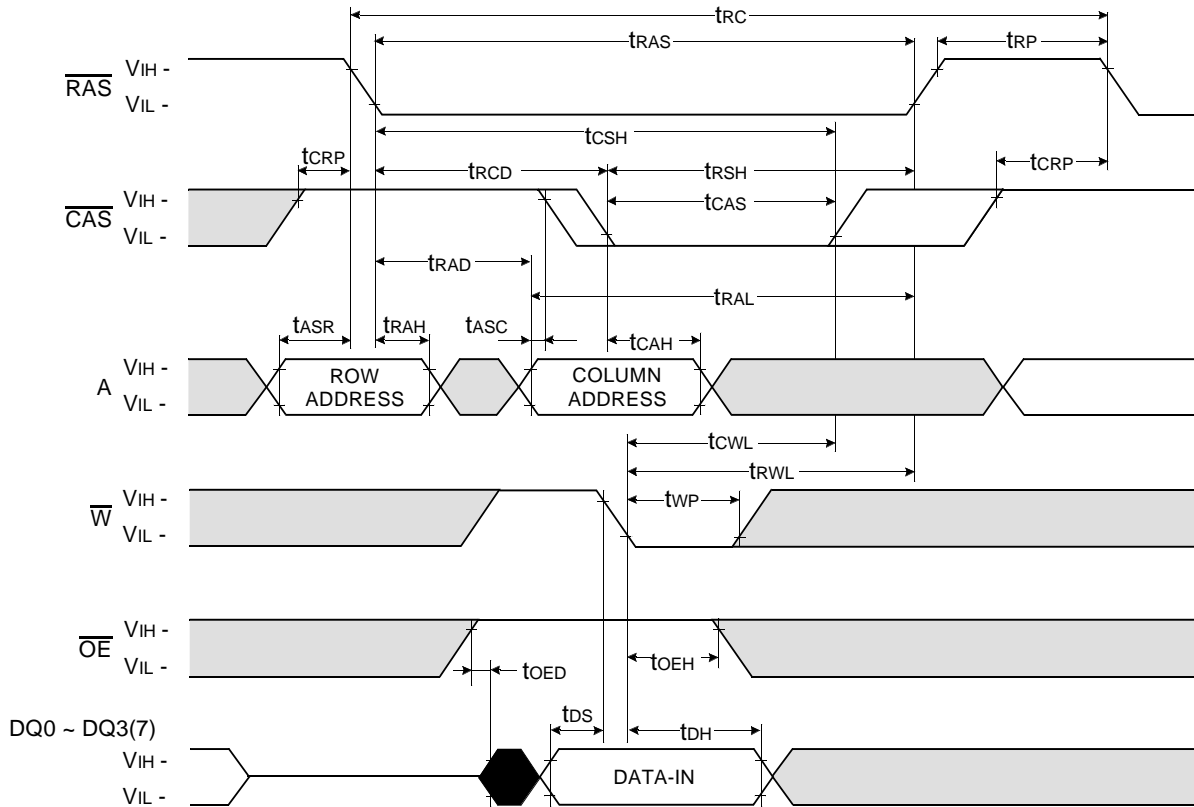 tRC
tRAS
tRP
RAS
VIH -
VIL -
tCSH
tCRP
tRCD
tRSH
tCRP
CAS
VIH -
VIL -
tCAS
tRAD
tRAL
tASR
tRAH
tASC
tCAH
A
VIH -
VIL -
ROW
ADDRESS
COLUMN
ADDRESS
tCWL
tRWL
W
VIH -
VIL -
tWP
OE
VIH -
VIL -
tOED
tOEH
DQ0 ~ DQ3(7)
tDS
tDH
VIH -
VIL -
DATA-IN